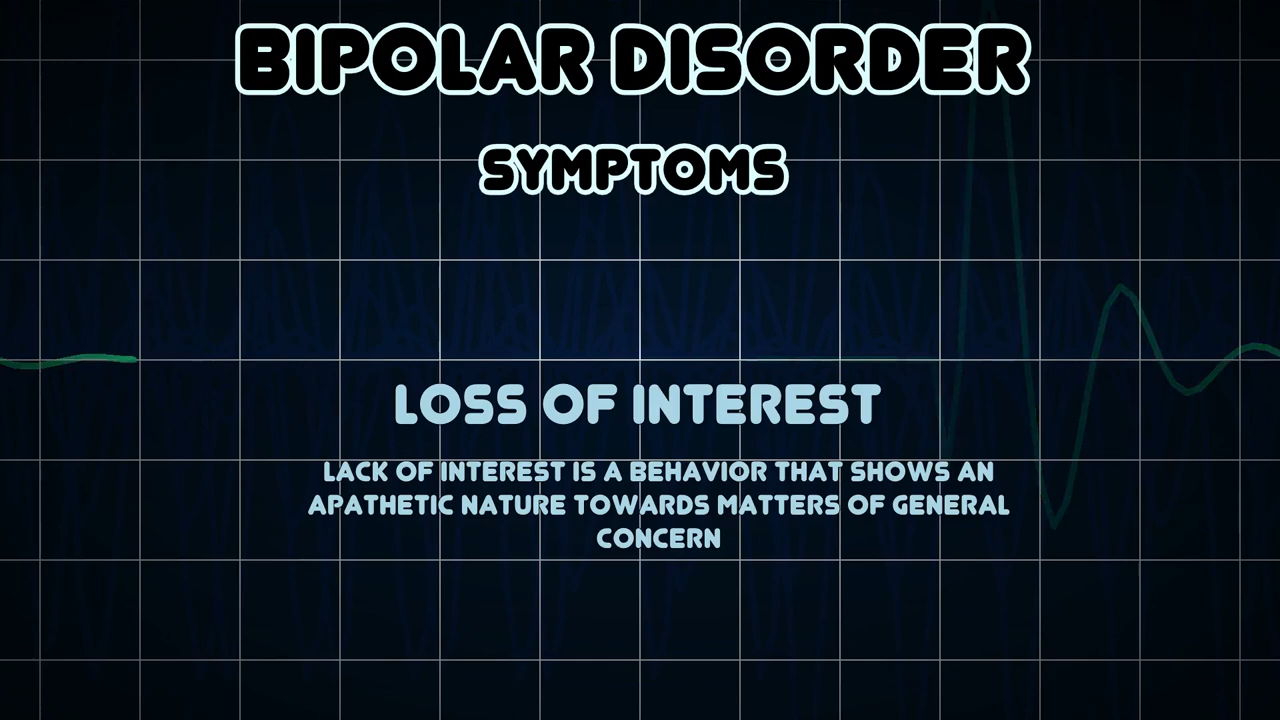 BIPOLAR DISORDER
SYMPTOMS
LOSS OF INTEREST
LACK OF INTEREST IS A BEHAVIOR THAT SHOWS AN
APATHETIC NATURE TOWARDS MATTERS OF GENERAL
CONCERN